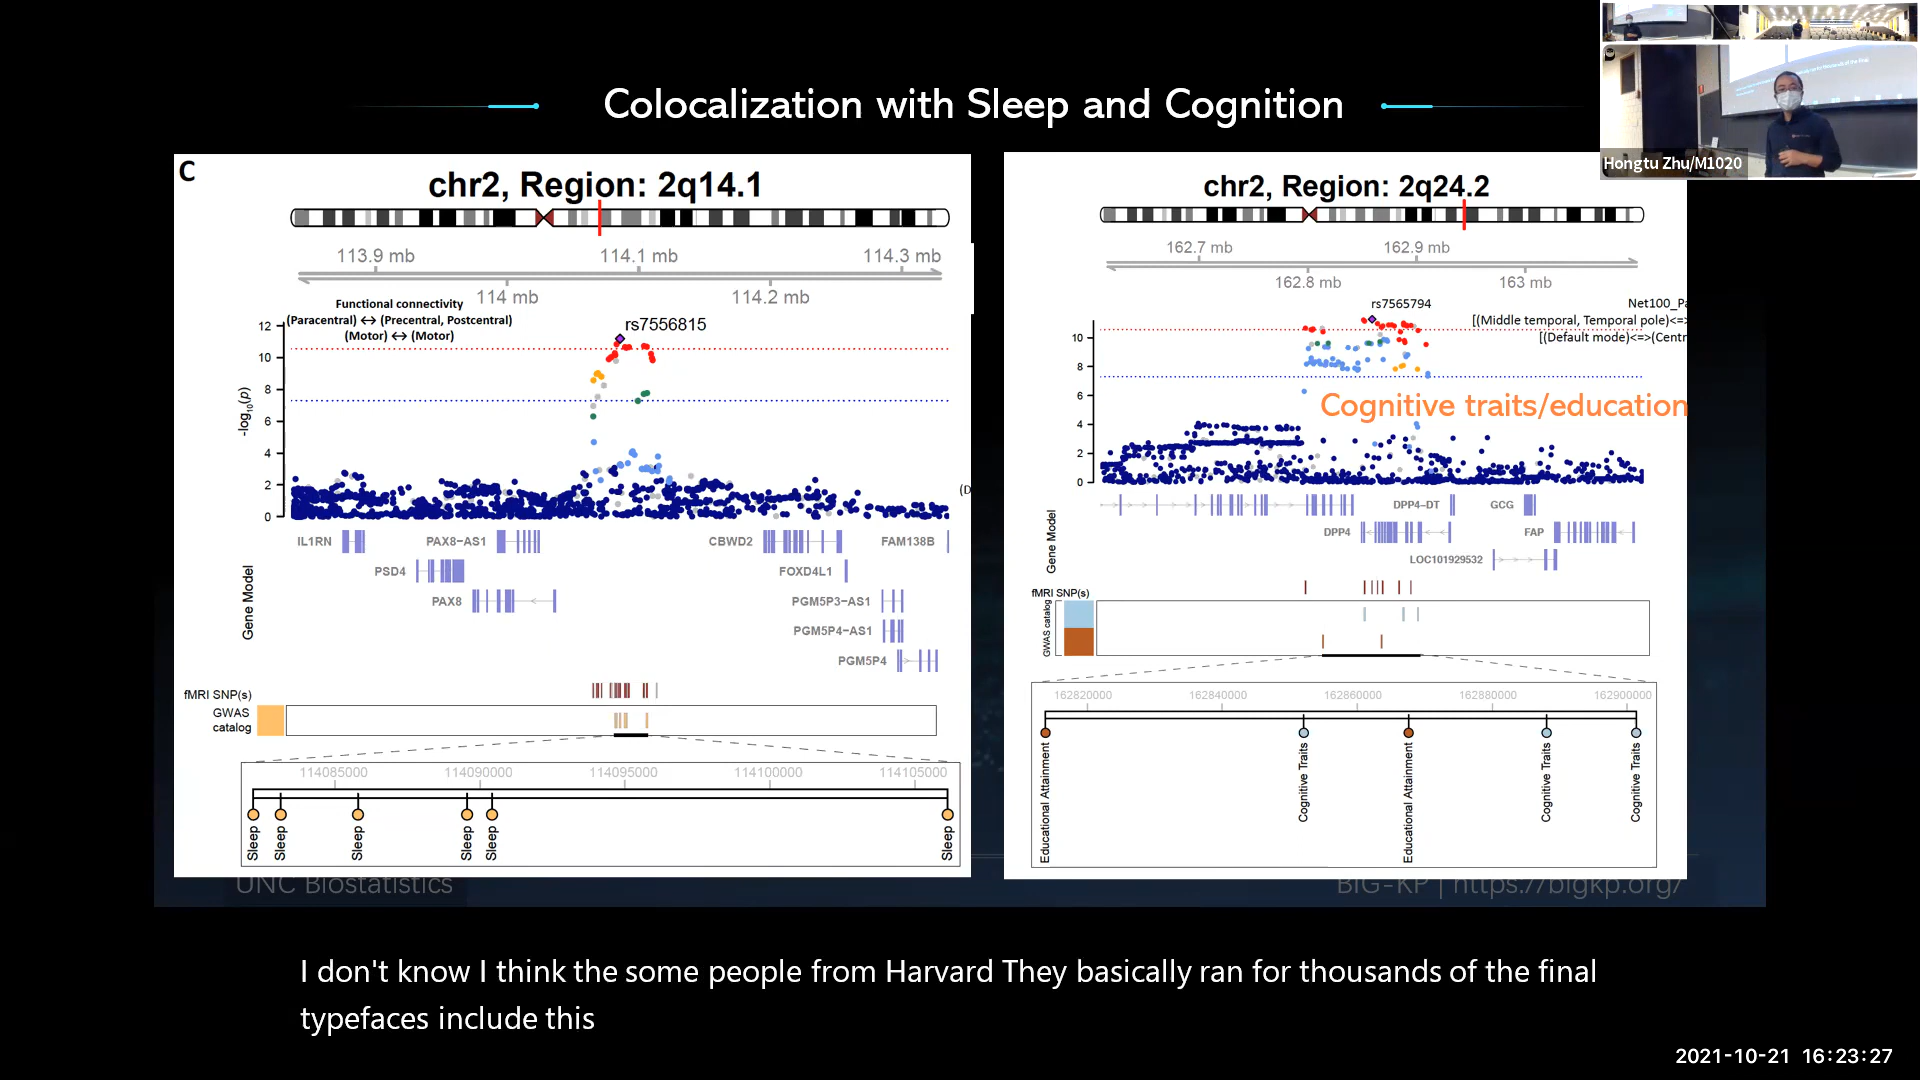 Colocalization with Sleep and Cognition
Hongtu Zhu/M1020
C
chr2, Region: 2q14.1
113.9 mb
114.1 mb
114.3 mb
114 mb
114.2 mb
Functional connectivity
(Paracentral) <-> (Precentral, Postcentral)
(Motor) <-> (Motor)
rs7556815
-log10(p)
12
10
8
6
4
2
0
(D
IL1RN
PAX8-AS1
CBWD2
FAM138B
PSD4
FOXD4L1
PAX8
PGM5P3-AS1
PGM5P4-AS1
PGM5P4
Gene Model
fMRI SNP(s)
GWAS
catalog
114085000 114090000 114095000 114100000 114105000
Sleep
Sleep
Sleep
Sleep
Sleep
Sleep
chr2, Region: 2q24.2
162.7 mb
162.9 mb
162.8 mb
163 mb
rs7565794
Net100_Pa
[(Middle temporal, Temporal pole)<=>
[(Default mode)<=>(Centr
10
8
6
4
2
0
Cognitive traits/education
DPP4-DT
GCG
DPP4
FAP
LOC101929532
Gene Model
fMRI SNP(s)
GWAS catalog
162820000 162840000 162860000 162880000 162900000
Educational Attainment
Cognitive Traits
Educational Attainment
Cognitive Traits
Cognitive Traits
UNC Biostatistics
BIG-KP | https://bigkp.org/
I don't know I think the some people from Harvard They basically ran for thousands of the final
typefaces include this
2021-10-21 16:23:27